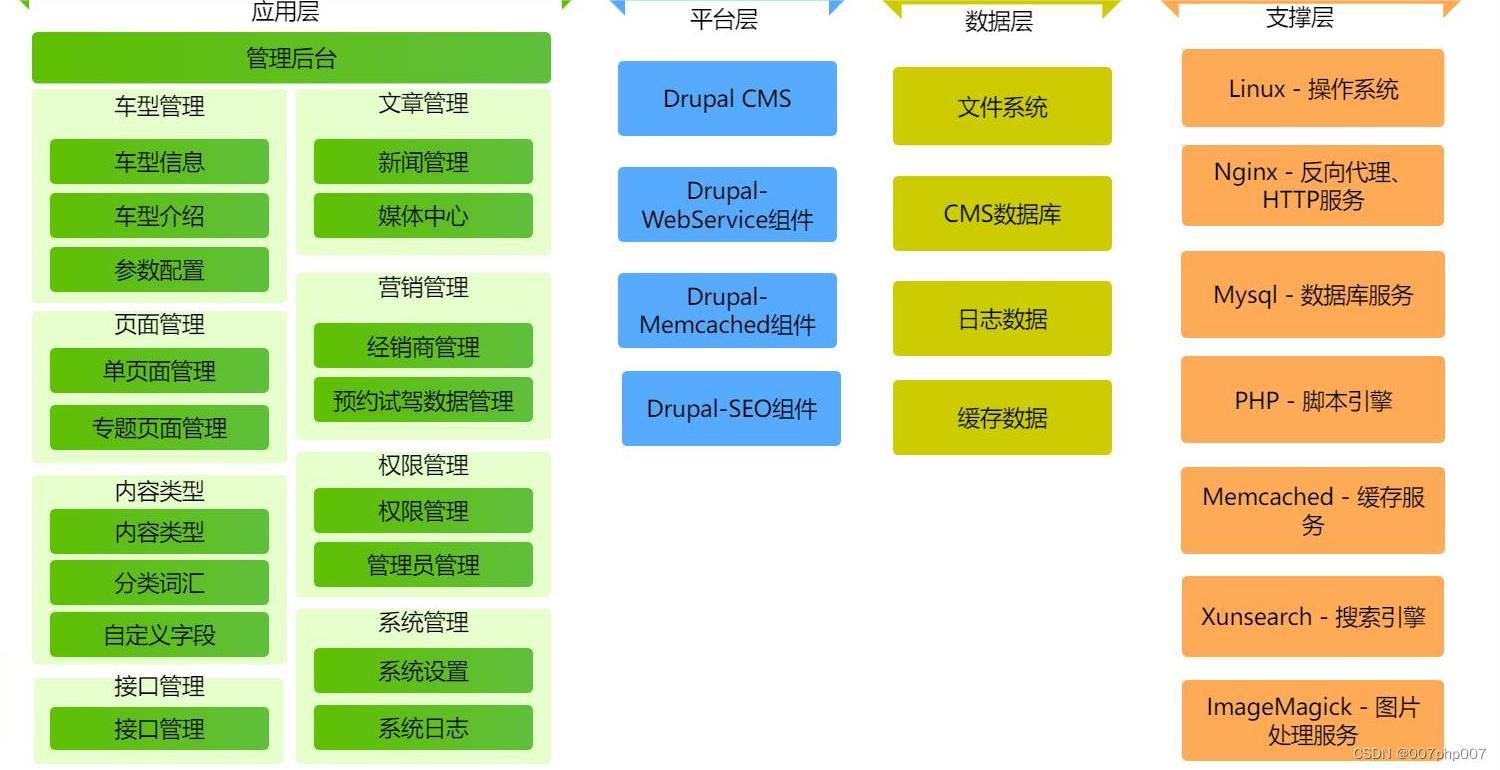 应用层
管理后台
车型管理
车型信息
车型介绍
参数配置
页面管理
单页面管理
专题页面管理
内容类型
内容类型
分类词汇
自定义字段
接口管理
接口管理
文章管理
新闻管理
媒体中心
营销管理
经销商管理
预约试驾数据管理
权限管理
权限管理
管理员管理
系统管理
系统设置
系统日志
平台层
Drupal CMS
Drupal-
WebService组件
Drupal-
Memcached组件
Drupal-SEO组件
数据层
文件系统
CMS数据库
日志数据
缓存数据
支撑层
Linux - 操作系统
Nginx - 反向代理、
HTTP服务
Mysql - 数据库服务
PHP - 脚本引擎
Memcached - 缓存服
务
Xunsearch - 搜索引擎
ImageMagick - 图片
处理服务
CSDN @007php007